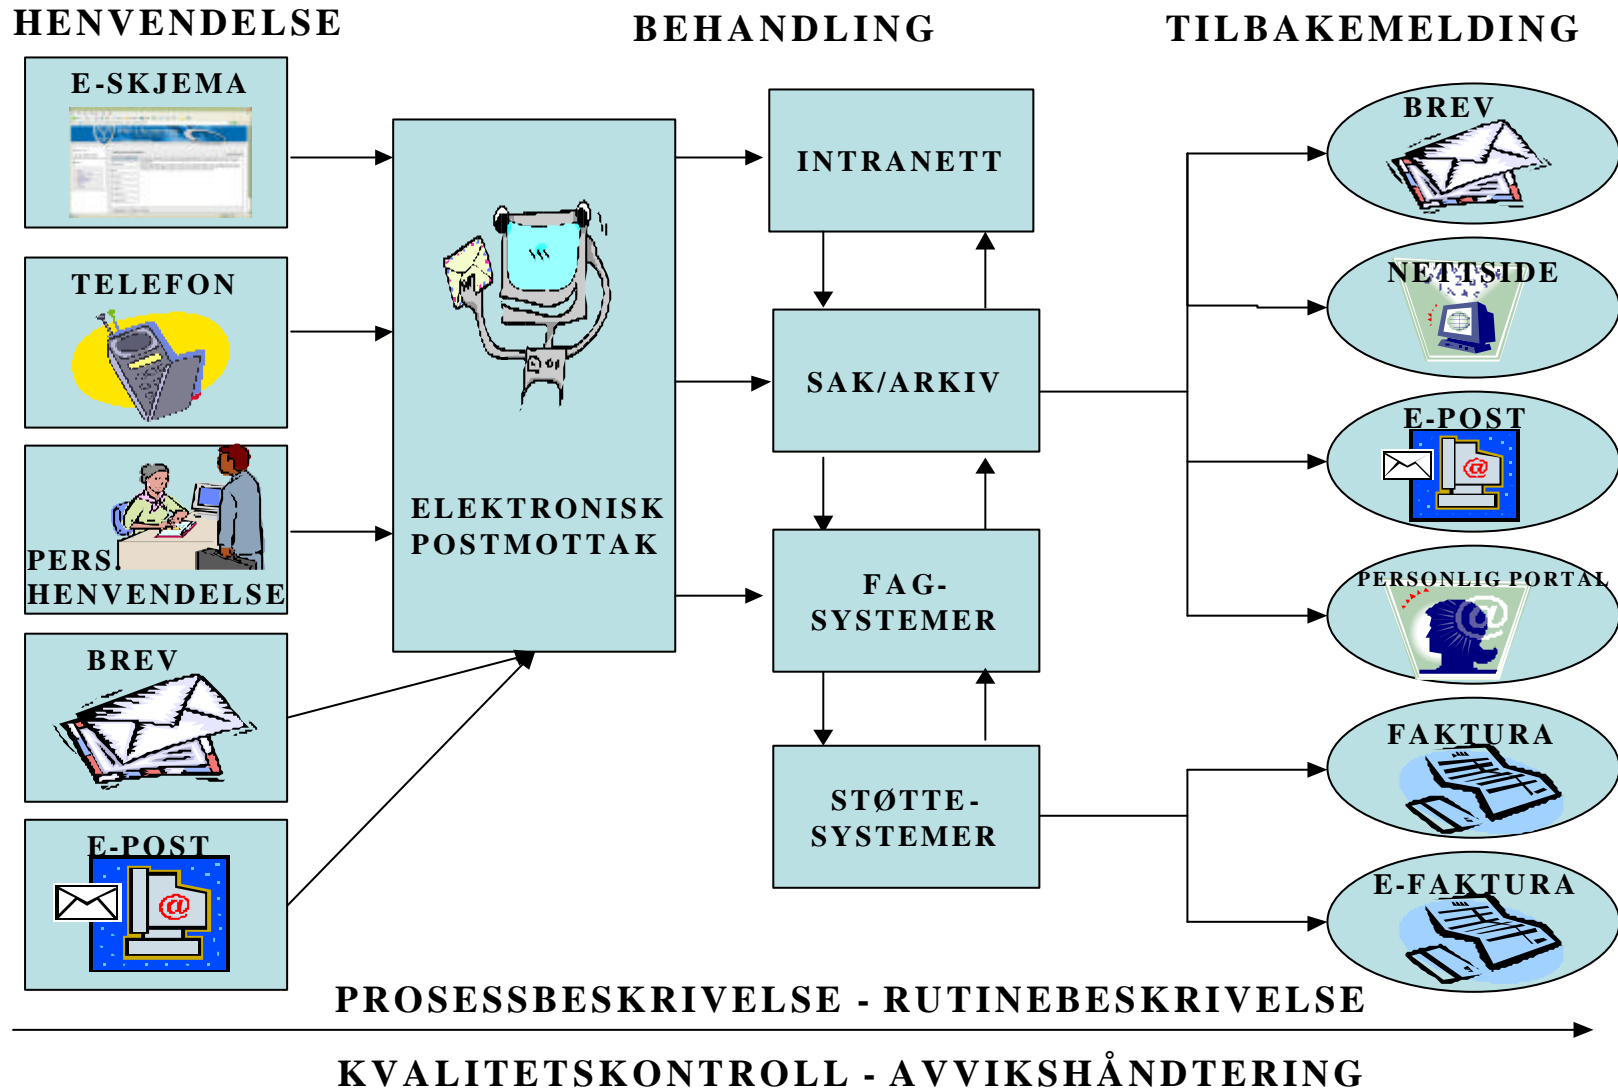 HENVENDELSE
BEHANDLING
TILBAKEMELDING
E-SKJEMA
TELEFON
PERS.
HENVENDELSE
BREV
E-POST
@
ELEKTRONISK
POSTMOTTAK
INTRANETT
SAK/ARKIV
FAG-
SYSTEMER
STØTTE-
SYSTEMER
BREV
NETTSIDE
E-POST
@
PERSONLIG PORTAL
@
FAKTURA
E-FAKTURA
PROSESSBESKRIVELSE - RUTINEBESKRIVELSE
KVALITETSKONTROLL - AVVIKSHÅNDTERING